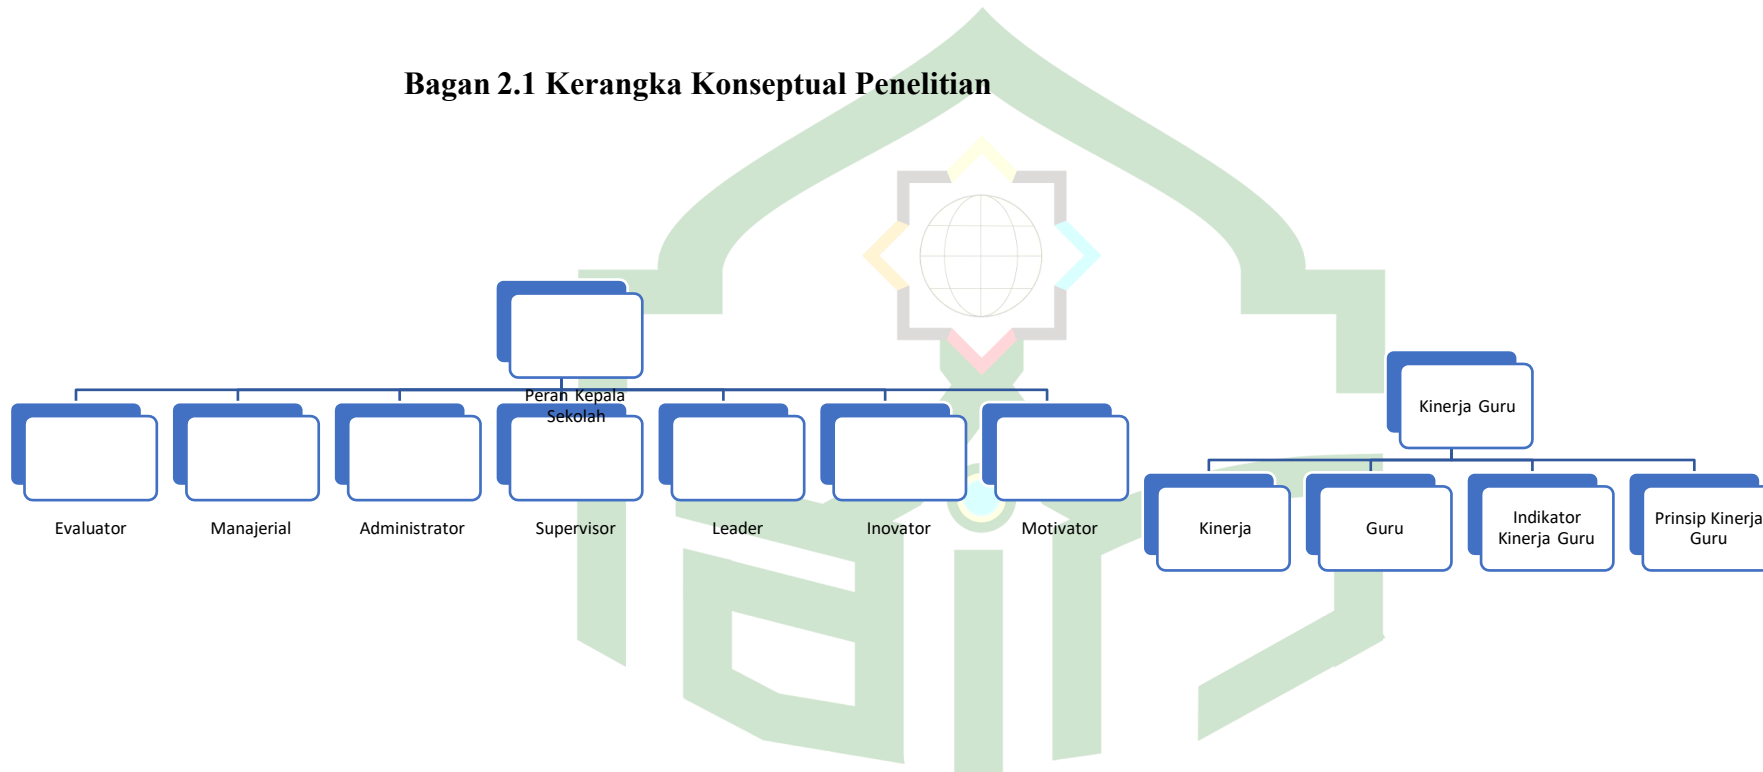 Bagan 2.1 Kerangka Konseptual Penelitian
Peran Kepala
Sekolah
Evaluator
Manajerial
Administrator
Supervisor
Leader
Inovator
Motivator
Kinerja Guru
Kinerja
Guru
Indikator
Kinerja Guru
Prinsip Kinerja
Guru